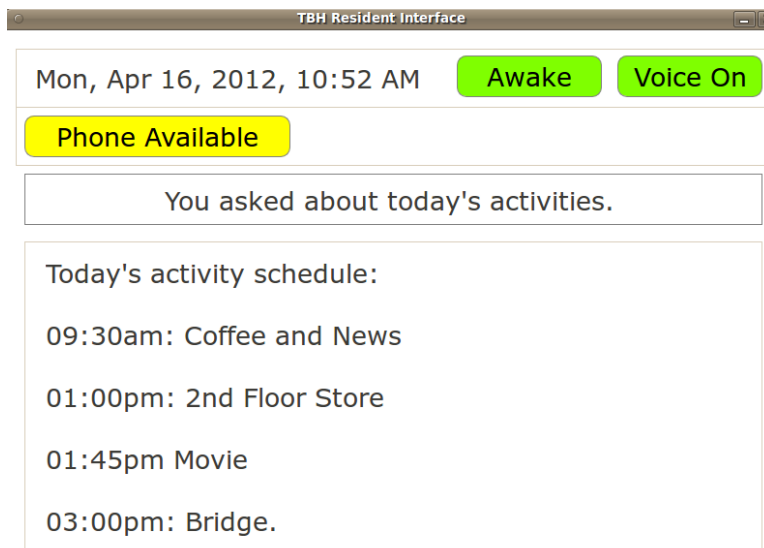 TBH Resident Interface
Mon, Apr 16, 2012, 10:52 AM Awake Voice On
Phone Available
You asked about today's activities.
Today's activity schedule:
09:30am: Coffee and News
01:00pm: 2nd Floor Store
01:45pm Movie
03:00pm: Bridge.